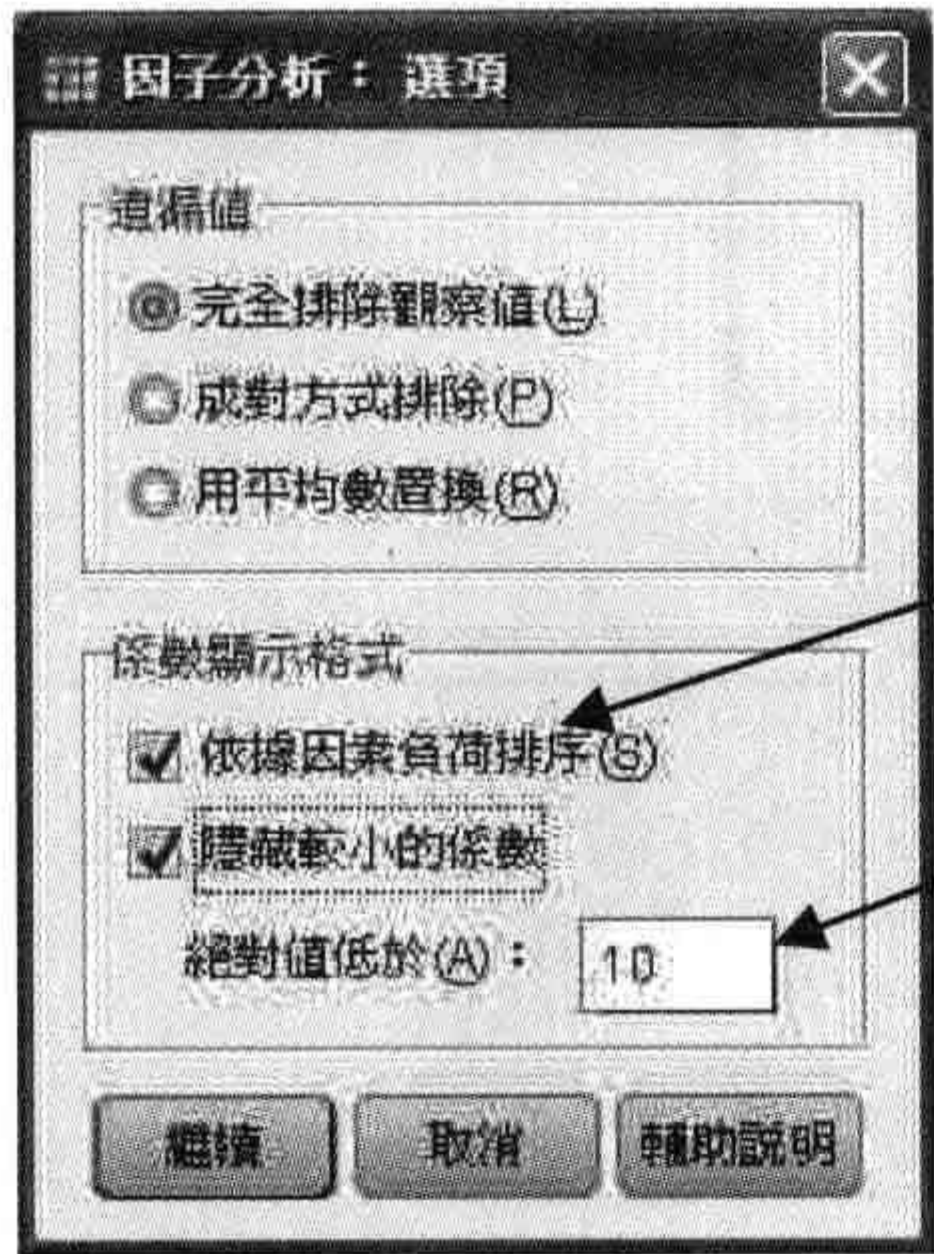 因子分析: 選項
遺漏值
完全排除觀察值(L)
成對方式排除(P)
用平均數置換(R)
係數顯示格式
依據因素負荷排序(S)
隱藏較小的係數
絕對值低於(A):
10
繼續
取消
輔助說明